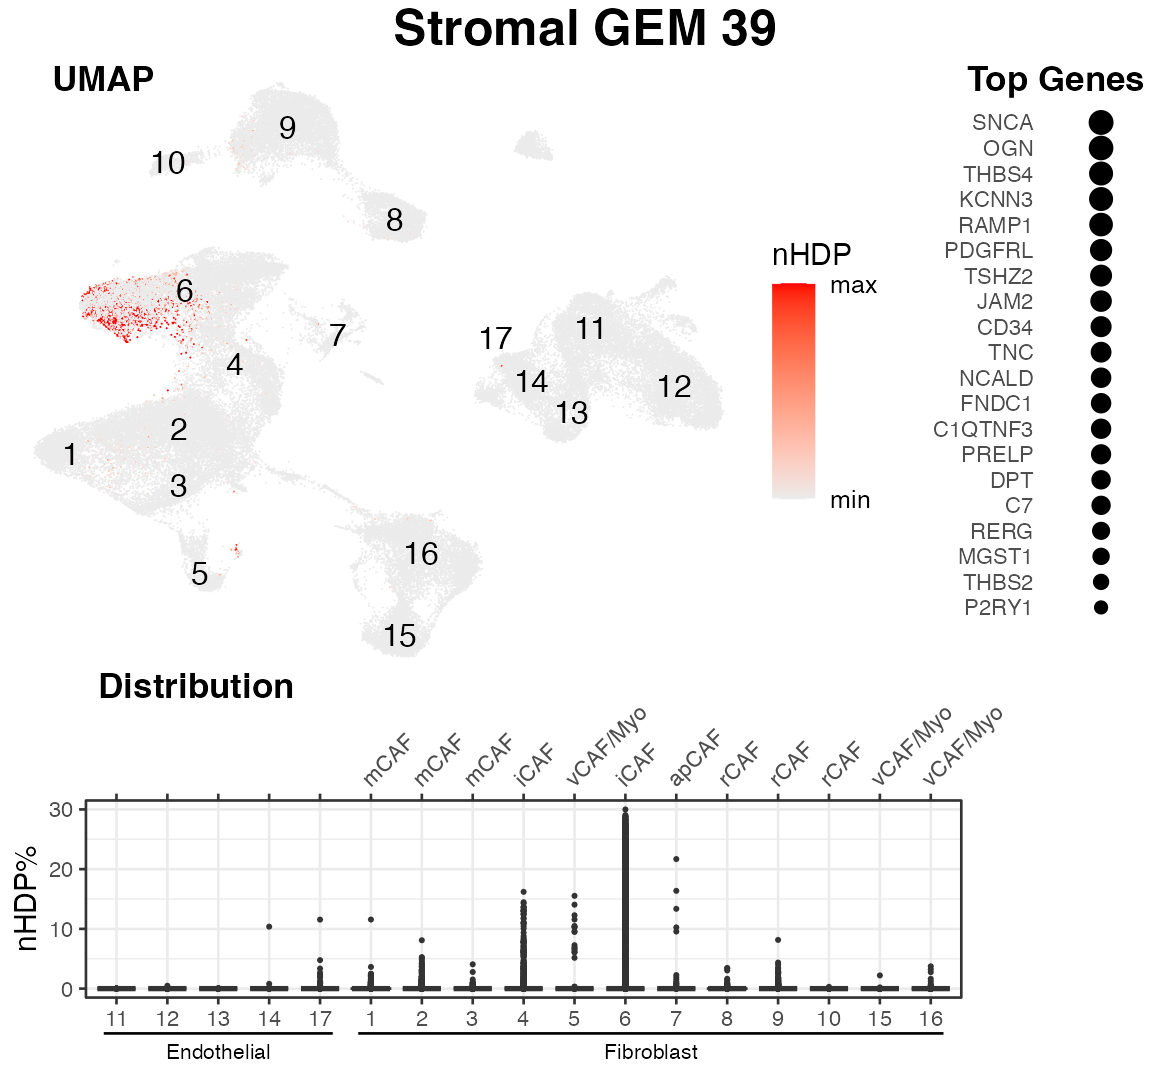 Stromal GEM 39
UMAP
9
10
8
6
7
4
2
1
3
5
16
15
17
11
14
12
13
nHDP
max
min
Top Genes
SNCA
OGN
THBS4
KCNN3
RAMP1
PDGFRL
TSHZ2
JAM2
CD34
TNC
NCALD
FNDC1
C1QTNF3
PRELP
DPT
C7
RERG
MGST1
THBS2
P2RY1
Distribution
mCAF
mCAF
mCAF
iCAF
vCAF/Myo
iCAF
apCAF
rCAF
rCAF
rCAF
vCAF/Myo
vCAF/Myo
nHDP%
30
20
10
0
11 12 13 14 17 1 2 3 4 5 6 7 8 9 10 15 16
Endothelial Fibroblast